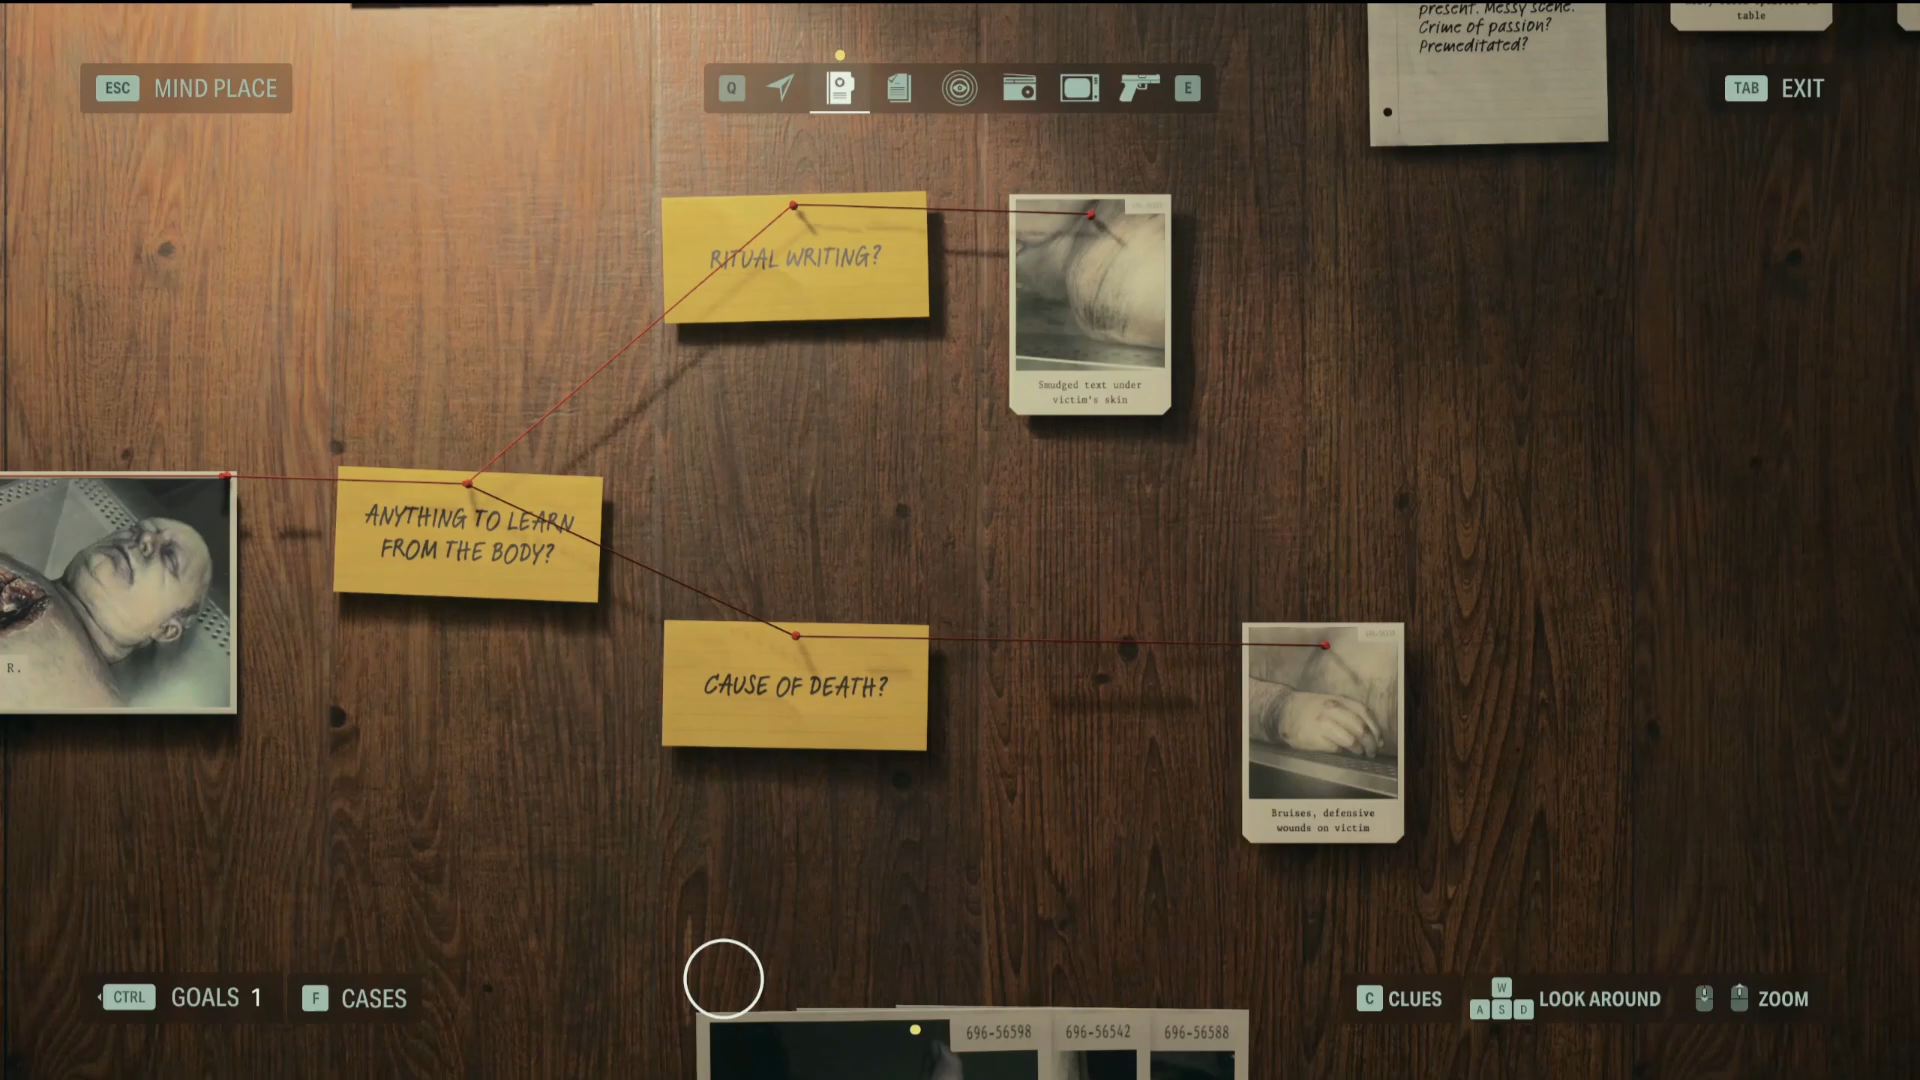 present. Messy scene.
Crime of passion?
Premeditated?
table
ESC MIND PLACE
Q
E
TAB EXIT
RITUAL WRITING?
Smudged text under
victim's skin
ANYTHING TO LEARN
FROM THE BODY?
R.
CAUSE OF DEATH?
Bruises, defensive
wounds on victim
CTRL GOALS 1
F CASES
C CLUES
W
A S D
LOOK AROUND
ZOOM
696-56598
696-56542
696-56588